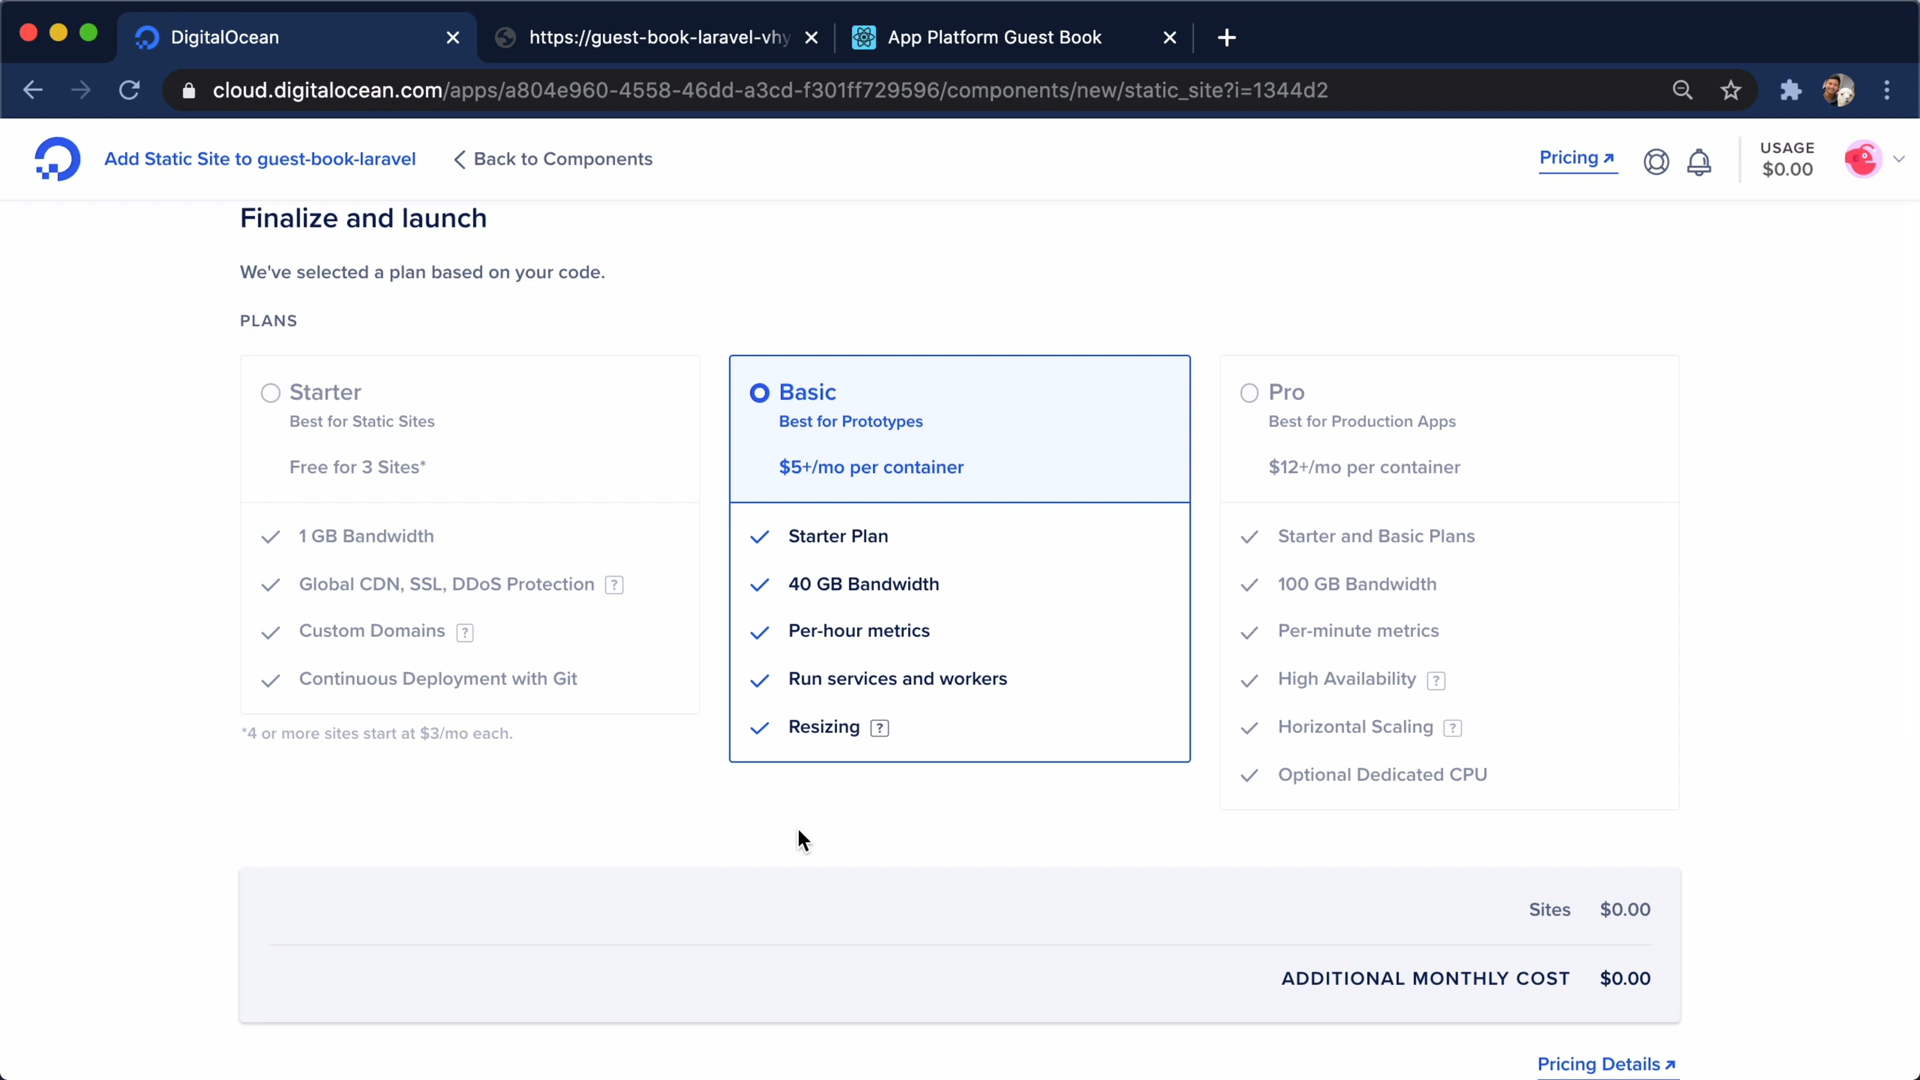 DigitalOcean
https://guest-book-laravel-vhy
App Platform Guest Book
cloud.digitalocean.com/apps/a804e960-4558-46dd-a3cd-f301ff729596/components/new/static_site?i=1344d2
Add Static Site to guest-book-laravel
Back to Components
Pricing
USAGE
$0.00
Finalize and launch
We've selected a plan based on your code.
PLANS
Starter
Best for Static Sites
Free for 3 Sites*
1 GB Bandwidth
Global CDN, SSL, DDoS Protection ?
Custom Domains ?
Continuous Deployment with Git
*4 or more sites start at $3/mo each.
Basic
Best for Prototypes
$5+/mo per container
Starter Plan
40 GB Bandwidth
Per-hour metrics
Run services and workers
Resizing ?
Pro
Best for Production Apps
$12+/mo per container
Starter and Basic Plans
100 GB Bandwidth
Per-minute metrics
High Availability ?
Horizontal Scaling ?
Optional Dedicated CPU
Sites $0.00
ADDITIONAL MONTHLY COST $0.00
Pricing Details